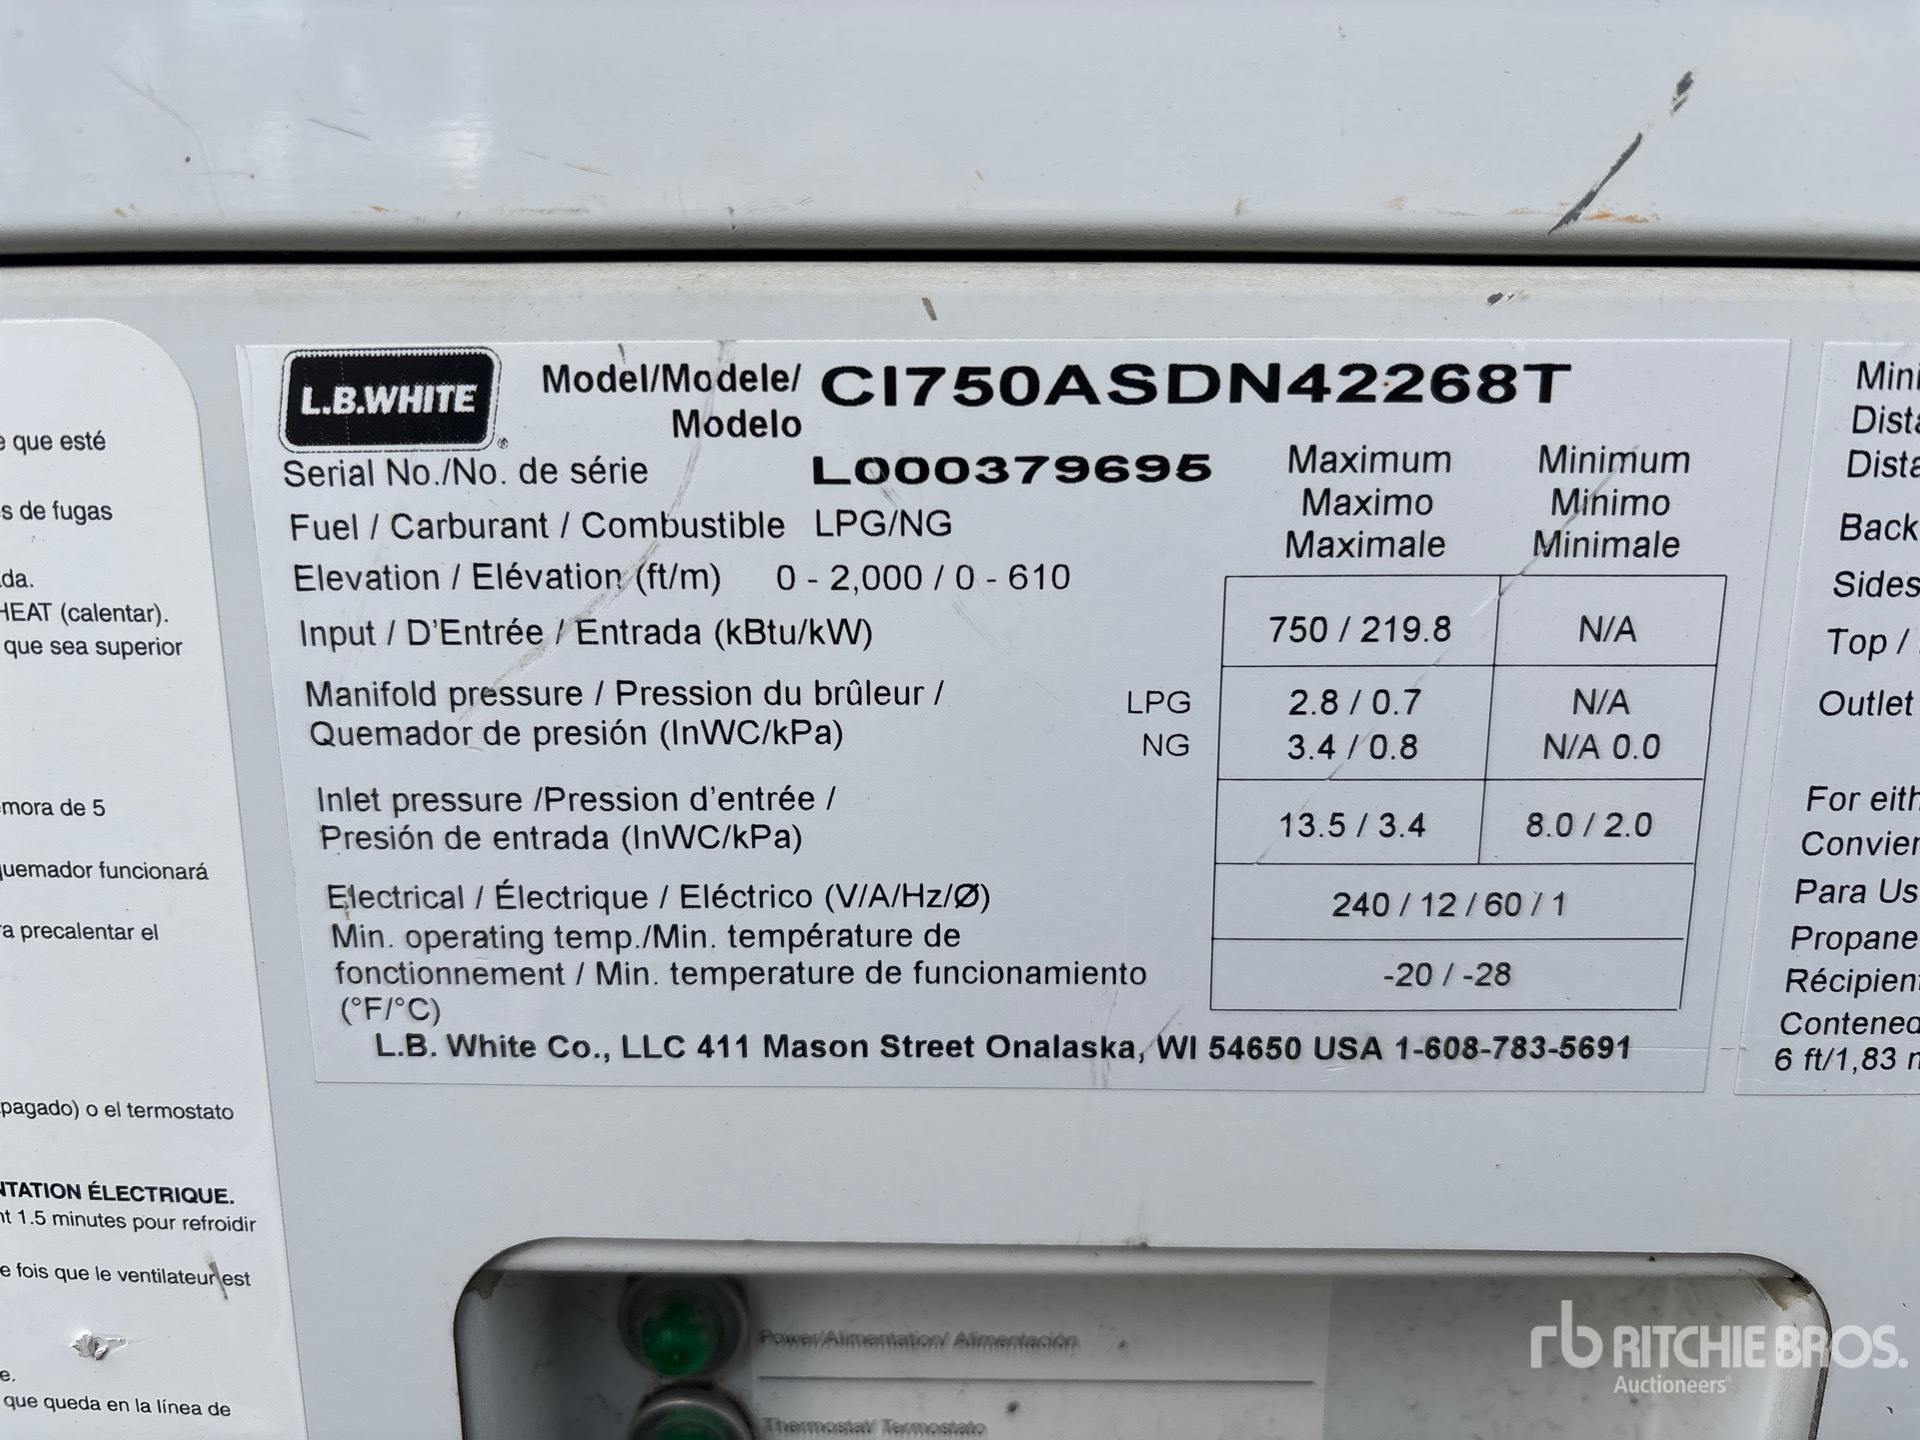 L.B.WHITE
®
Model/Modele/ CI750ASDN42268T
Modelo
Serial No./No. de série L000379695
Fuel / Carburant / Combustible LPG/NG
Elevation / Elévation (ft/m) 0 - 2,000 / 0 - 610
Maximum Minimum
Maximo Minimo
Maximale Minimale
Input / D'Entrée / Entrada (kBtu/kW) 750 / 219.8 N/A
Manifold pressure / Pression du brûleur / LPG 2.8 / 0.7 N/A
Quemador de presión (InWC/kPa) NG 3.4 / 0.8 N/A 0.0
Inlet pressure /Pression d'entrée /
Presión de entrada (InWC/kPa) 13.5 / 3.4 8.0 / 2.0
Electrical / Électrique / Eléctrico (V/A/Hz/Ø) 240 / 12 / 60 / 1
Min. operating temp./Min. température de
fonctionnement / Min. temperature de funcionamiento -20 / -28
(°F/°C)
L.B. White Co., LLC 411 Mason Street Onalaska, WI 54650 USA 1-608-783-5691
e que esté
s de fugas
da.
HEAT (calentar).
que sea superior
mora de 5
quemador funcionará
a precalentar el
pagado) o el termostato
NTATION ÉLECTRIQUE.
nt 1.5 minutes pour refroidir
e fois que le ventilateur est
e.
que queda en la línea de
Mini
Dista
Dista
Back
Sides
Top /
Outlet
For eith
Convien
Para Us
Propane
Récipient
Contened
6 ft/1,83 m
Power/Alimentation/ Alimentación
Thermostat/ Termostato
rb RITCHIE BROS.
Auctioneers